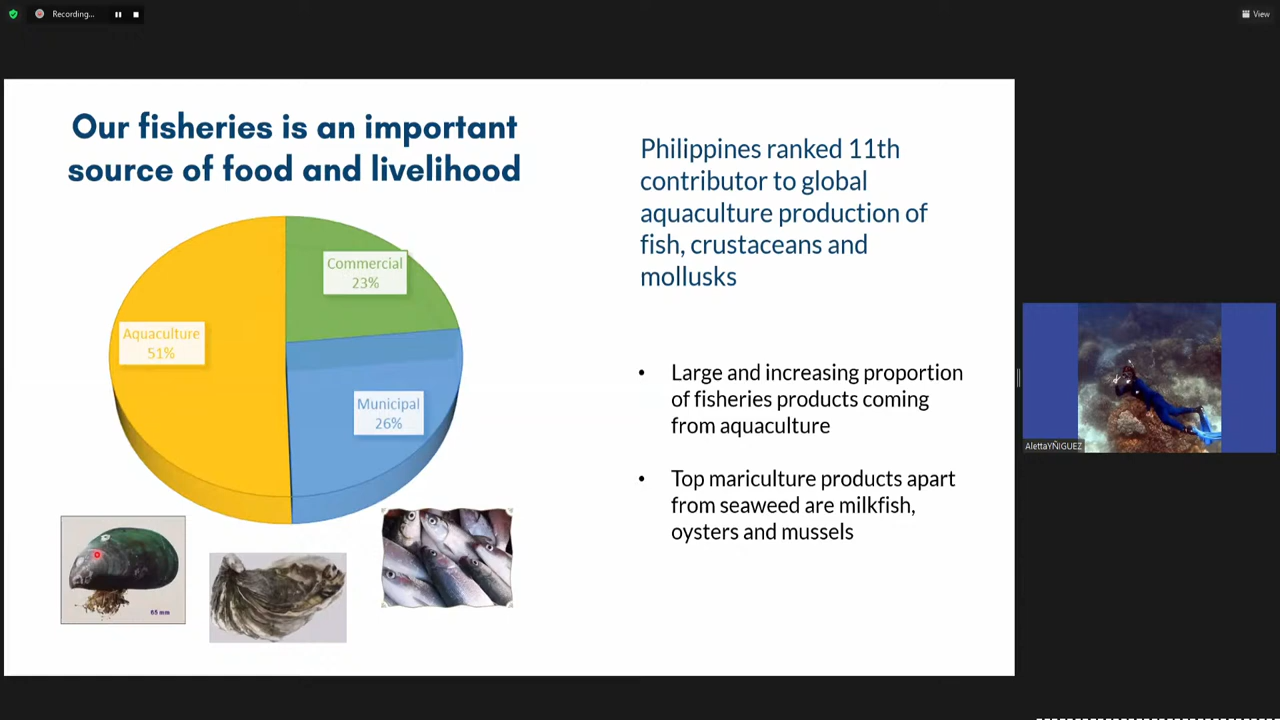 Recording...
View
Our fisheries is an important
source of food and livelihood
Commercial
23%
Aquaculture
51%
Municipal
26%
65 mm
Philippines ranked 11th
contributor to global
aquaculture production of
fish, crustaceans and
mollusks
• Large and increasing proportion
of fisheries products coming
from aquaculture
• Top mariculture products apart
from seaweed are milkfish,
oysters and mussels
AlettaYÑIGUEZ